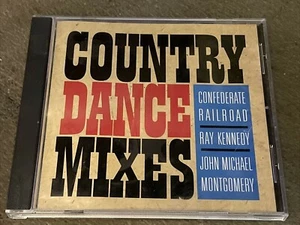 COUNTRY
DANCE
MIXES
CONFEDERATE
RAILROAD
RAY KENNEDY
JOHN MICHAEL
MONTGOMERY